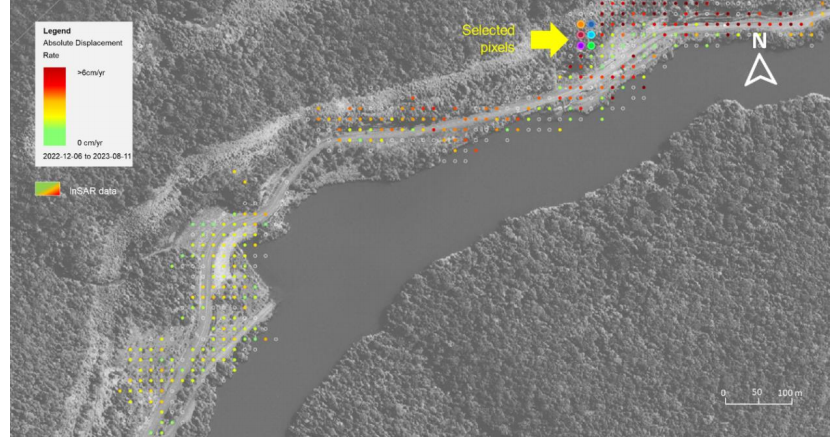 Legend
Absolute Displacement
Rate
>6cm/yr
0 cm/yr
2022-12-06 to 2023-08-11
InSAR data
Selected
pixels
N
0 50 100 m